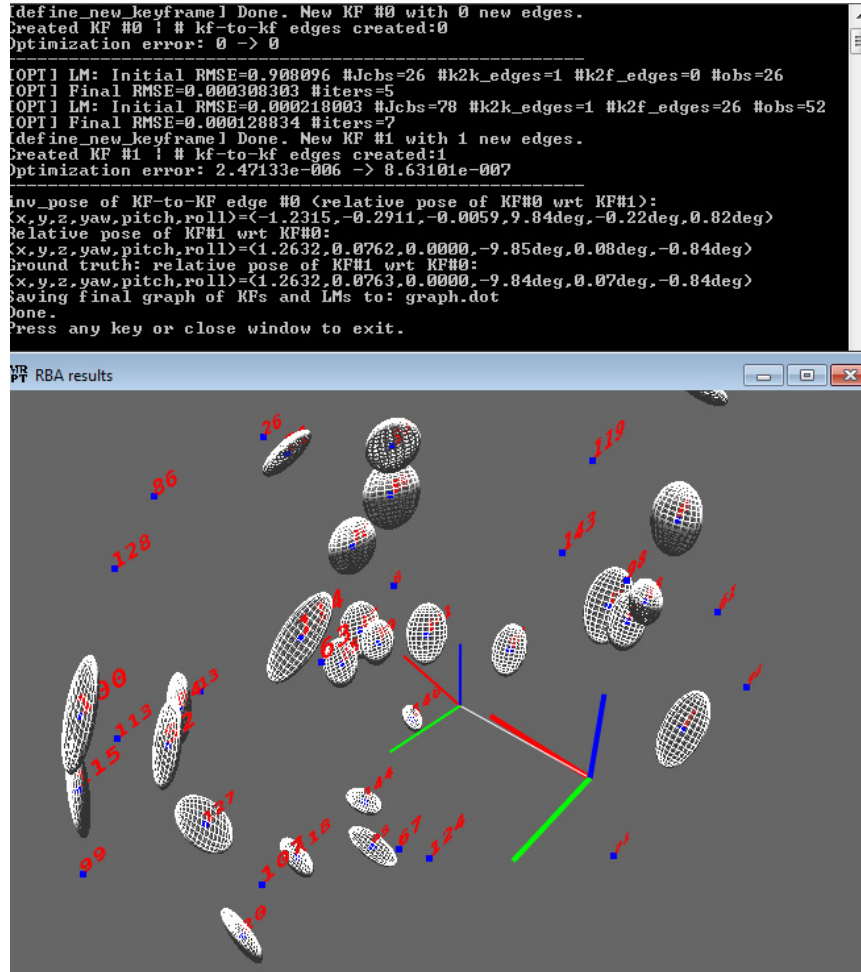 [define_new_keyframe] Done. New KF #0 with 0 new edges.
Created KF #0 | # kf-to-kf edges created:0
Optimization error: 0 -> 0
------------------------------------------------------------
[OPT] LM: Initial RMSE=0.908096 #Jcbs=26 #k2k_edges=1 #k2f_edges=0 #obs=26
[OPT] Final RMSE=0.000308303 #iters=5
[OPT] LM: Initial RMSE=0.000218003 #Jcbs=78 #k2k_edges=1 #k2f_edges=26 #obs=52
[OPT] Final RMSE=0.000128834 #iters=7
[define_new_keyframe] Done. New KF #1 with 1 new edges.
Created KF #1 | # kf-to-kf edges created:1
Optimization error: 2.47133e-006 -> 8.63101e-007
------------------------------------------------------------
inv_pose of KF-to-KF edge #0 (relative pose of KF#0 wrt KF#1):
(x,y,z,yaw,pitch,roll)=(-1.2315,-0.2911,-0.0059,9.84deg,-0.22deg,0.82deg)
Relative pose of KF#1 wrt KF#0:
(x,y,z,yaw,pitch,roll)=(1.2632,0.0762,0.0000,-9.85deg,0.08deg,-0.84deg)
Ground truth: relative pose of KF#1 wrt KF#0:
(x,y,z,yaw,pitch,roll)=(1.2632,0.0763,0.0000,-9.84deg,0.07deg,-0.84deg)
Saving final graph of KFs and LMs to: graph.dot
Done.
Press any key or close window to exit.
RBA results
26
119
86
128
143
98
6
63
113
99
144
67
124